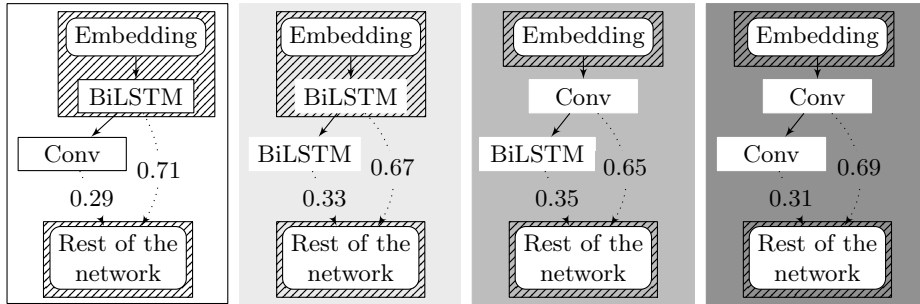 Embedding
BiLSTM
Conv
0.71
0.29
Rest of the
network
Embedding
BiLSTM
BiLSTM
0.67
0.33
Rest of the
network
Embedding
Conv
BiLSTM
0.65
0.35
Rest of the
network
Embedding
Conv
Conv
0.69
0.31
Rest of the
network